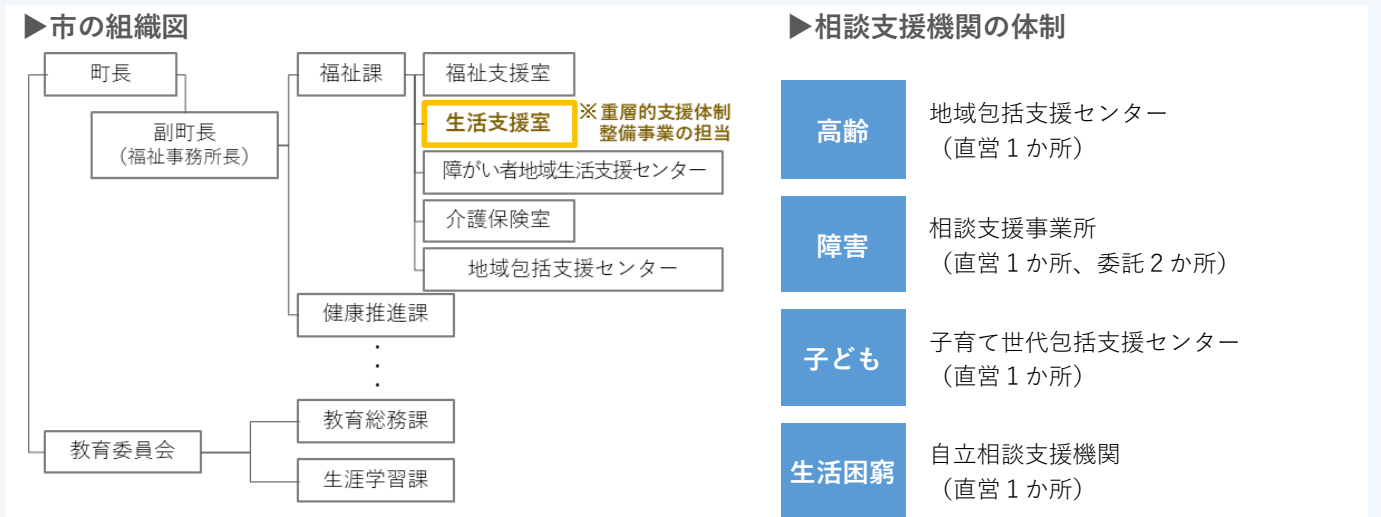 ▶市の組織図
町長
副町長
（福祉事務所長）
福祉課
福祉支援室
生活支援室
※重層的支援体制
整備事業の担当
障がい者地域生活支援センター
介護保険室
地域包括支援センター
健康推進課
・
・
・
教育委員会
教育総務課
生涯学習課
▶相談支援機関の体制
高齢
地域包括支援センター
（直営１か所）
障害
相談支援事業所
（直営１か所、委託２か所）
子ども
子育て世代包括支援センター
（直営１か所）
生活困窮
自立相談支援機関
（直営１か所）